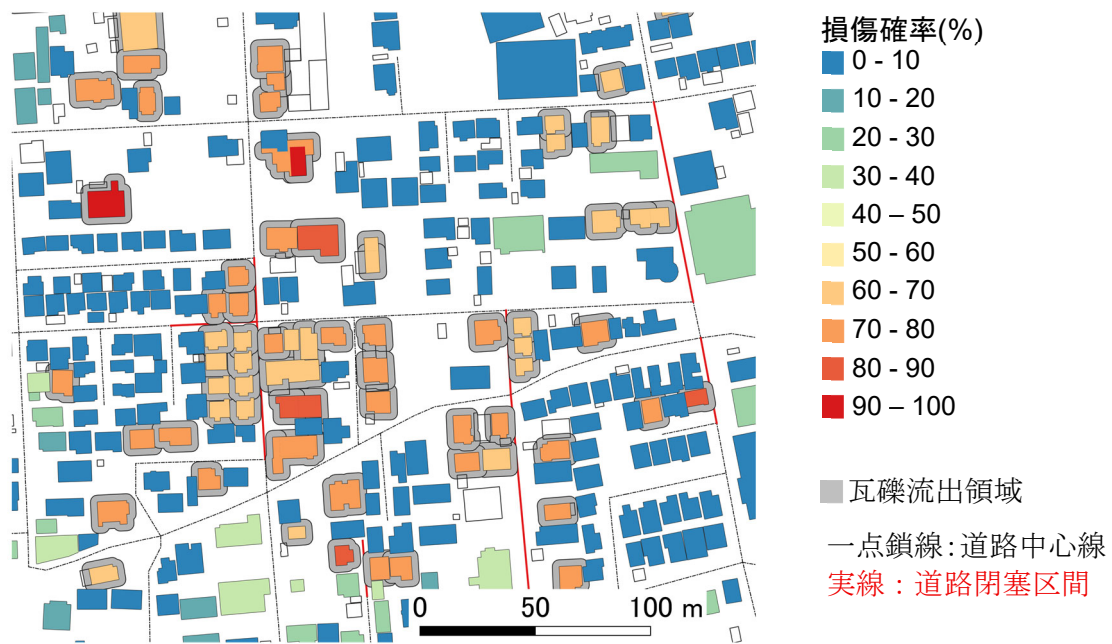 損傷確率(%)
0 - 10
10 - 20
20 - 30
30 - 40
40 – 50
50 - 60
60 - 70
70 - 80
80 - 90
90 – 100
瓦礫流出領域
一点鎖線：道路中心線
実線：道路閉塞区間
0 50 100 m